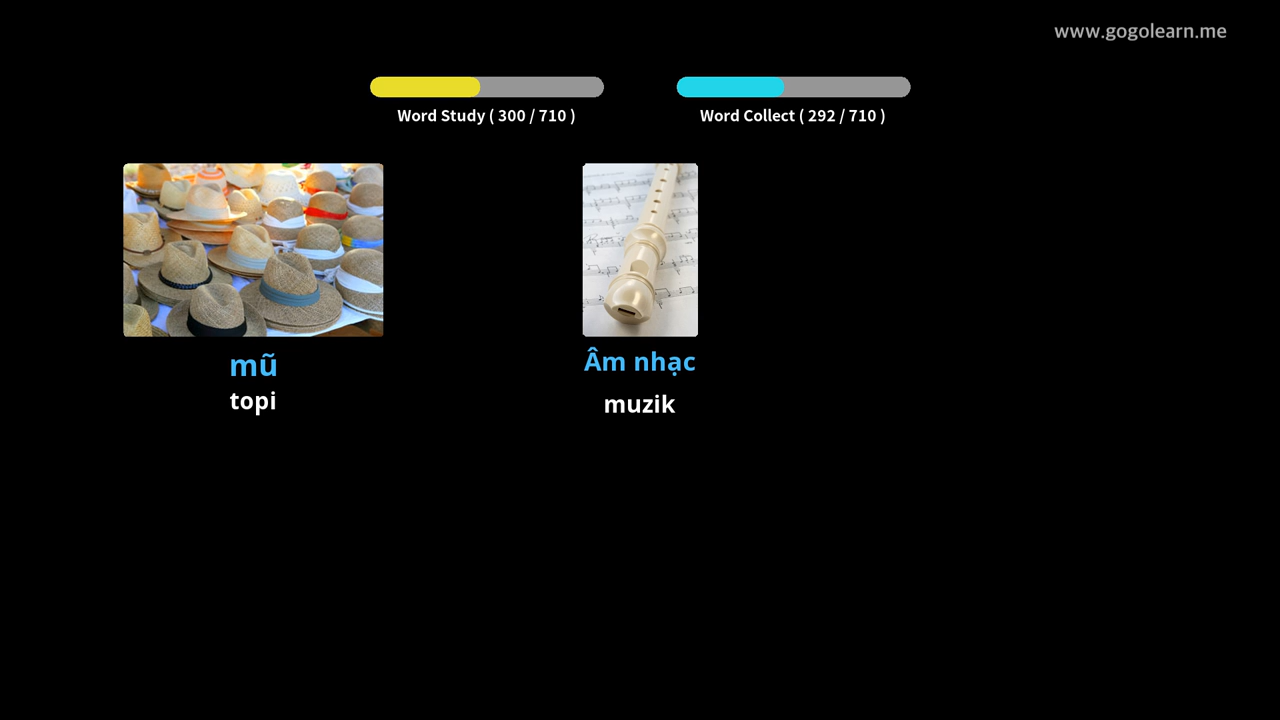 www.gogolearn.me
Word Study ( 300 / 710 )
Word Collect ( 292 / 710 )
mũ
topi
Âm nhạc
muzik